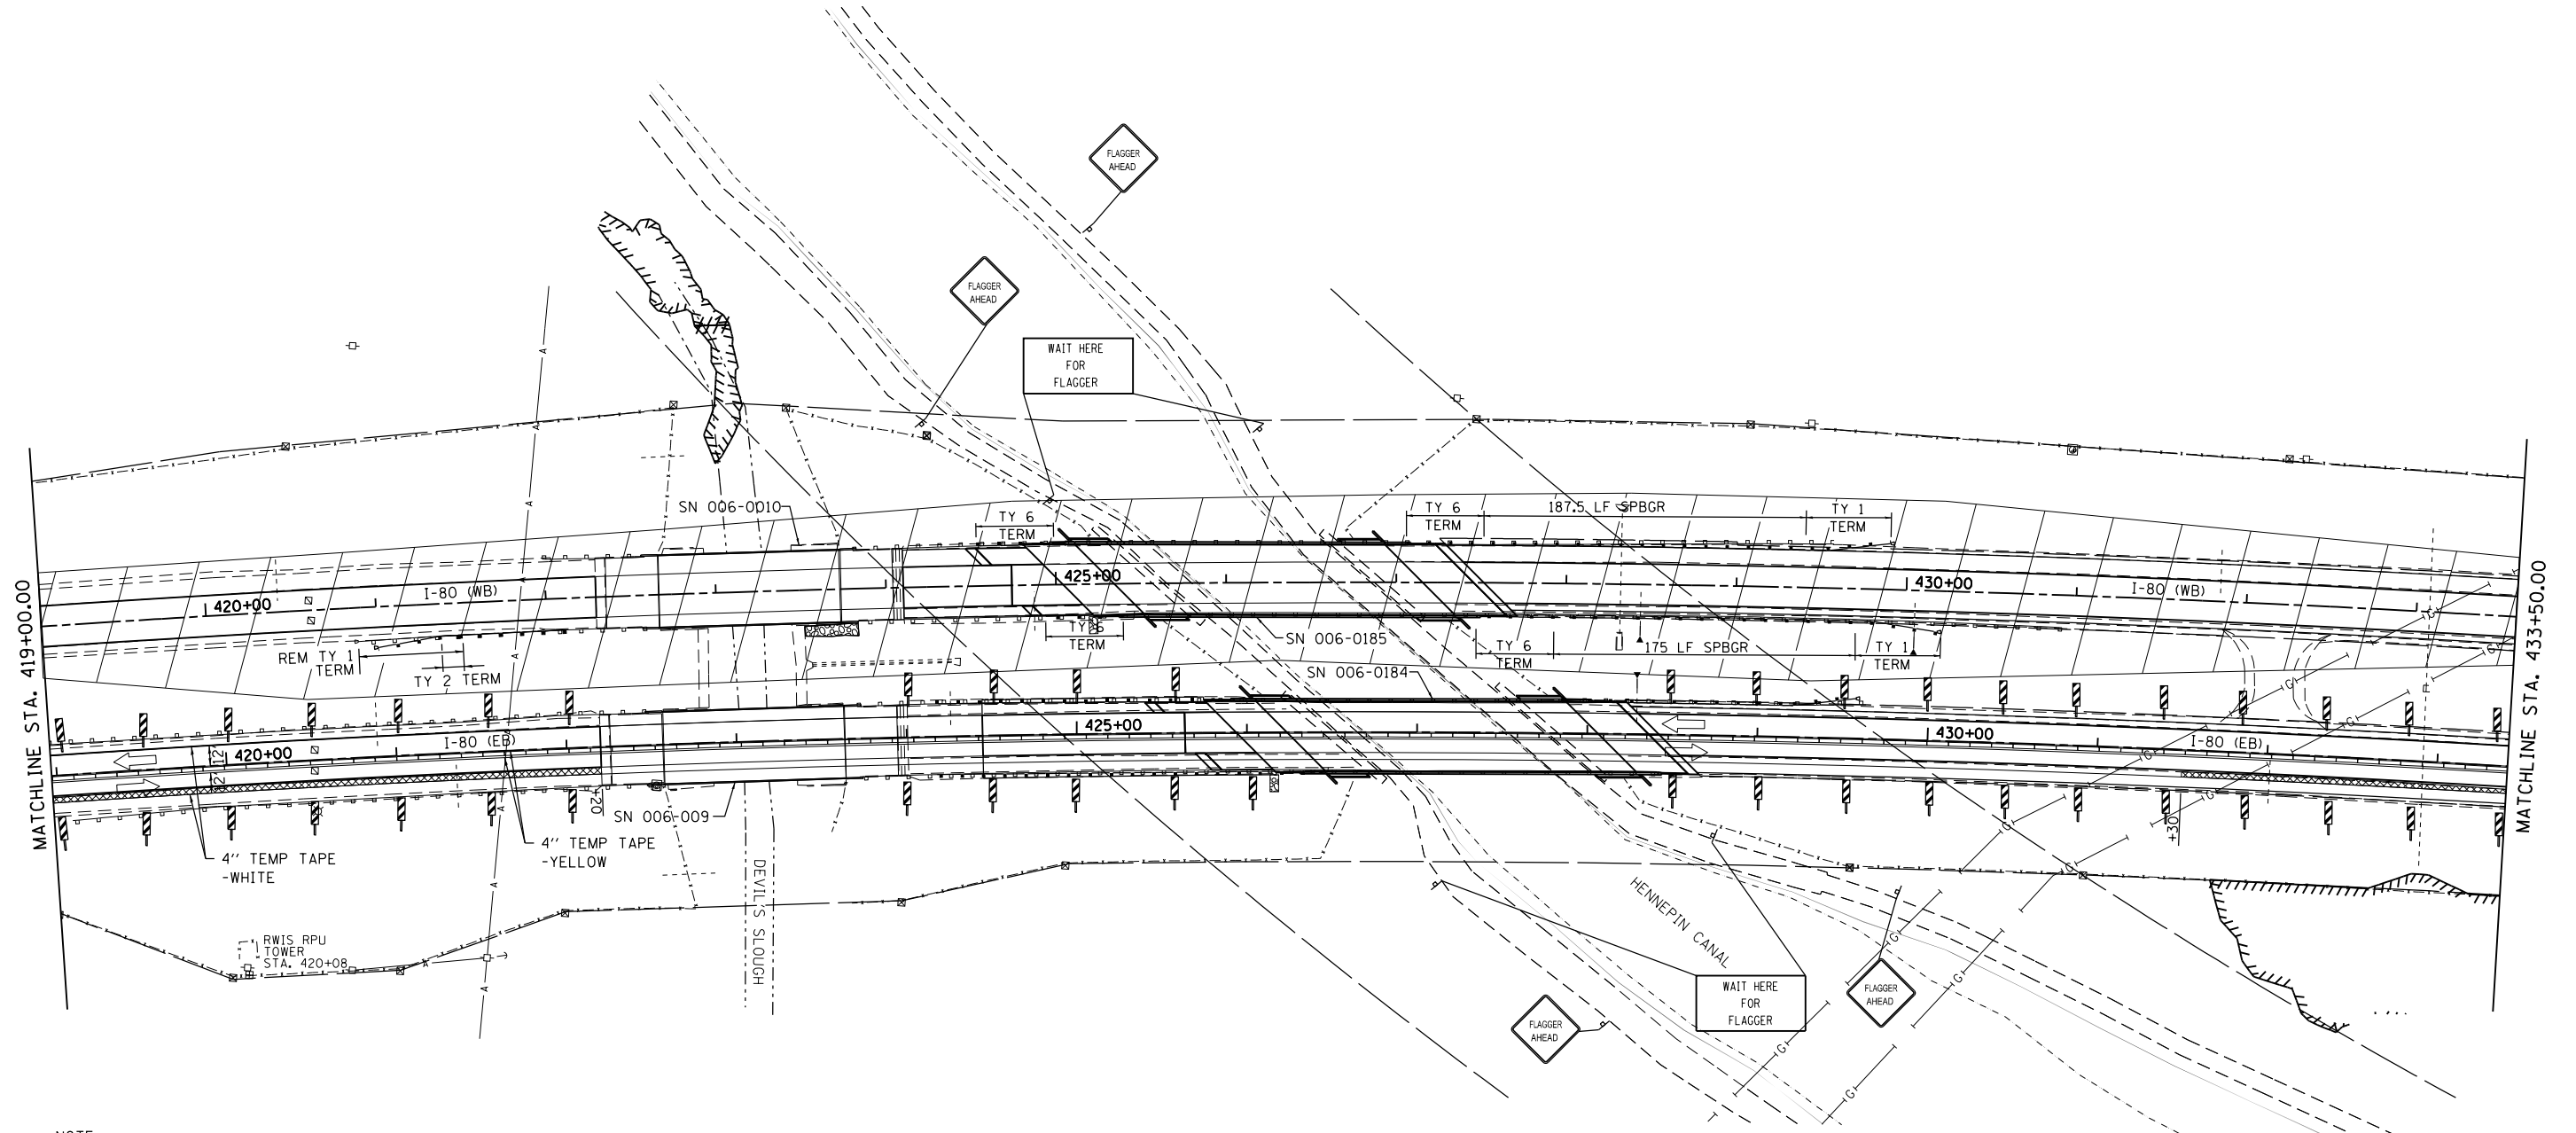 FLAGGER
AHEAD
FLAGGER
AHEAD
WAIT HERE
FOR
FLAGGER
SN 006-0010
TY 6
TERM
TY 6
TERM
187.5 LF SPBGR
TY 1
TERM
420+00
I-80 (WB)
425+00
430+00
I-80 (WB)
REM TY 1
TERM
TY 2 TERM
TERM
SN 006-0185
TY 6
TERM
175 LF SPBGR
TY 1
TERM
SN 006-0184
MATCHLINE STA. 419+00.00
MATCHLINE STA. 433+50.00
420+00
I-80 (EB)
425+00
430+00
I-80 (EB)
12'
12'
+20
+30
SN 006-009
4'' TEMP TAPE
-WHITE
4'' TEMP TAPE
-YELLOW
DEVIL'S SLOUGH
HENNEPIN CANAL
RWIS RPU
TOWER
STA. 420+08
WAIT HERE
FOR
FLAGGER
FLAGGER
AHEAD
FLAGGER
AHEAD
A
A
A
A
A
A
A
A
A
G
G
G
G
G
G
G
G
G
G
G
G